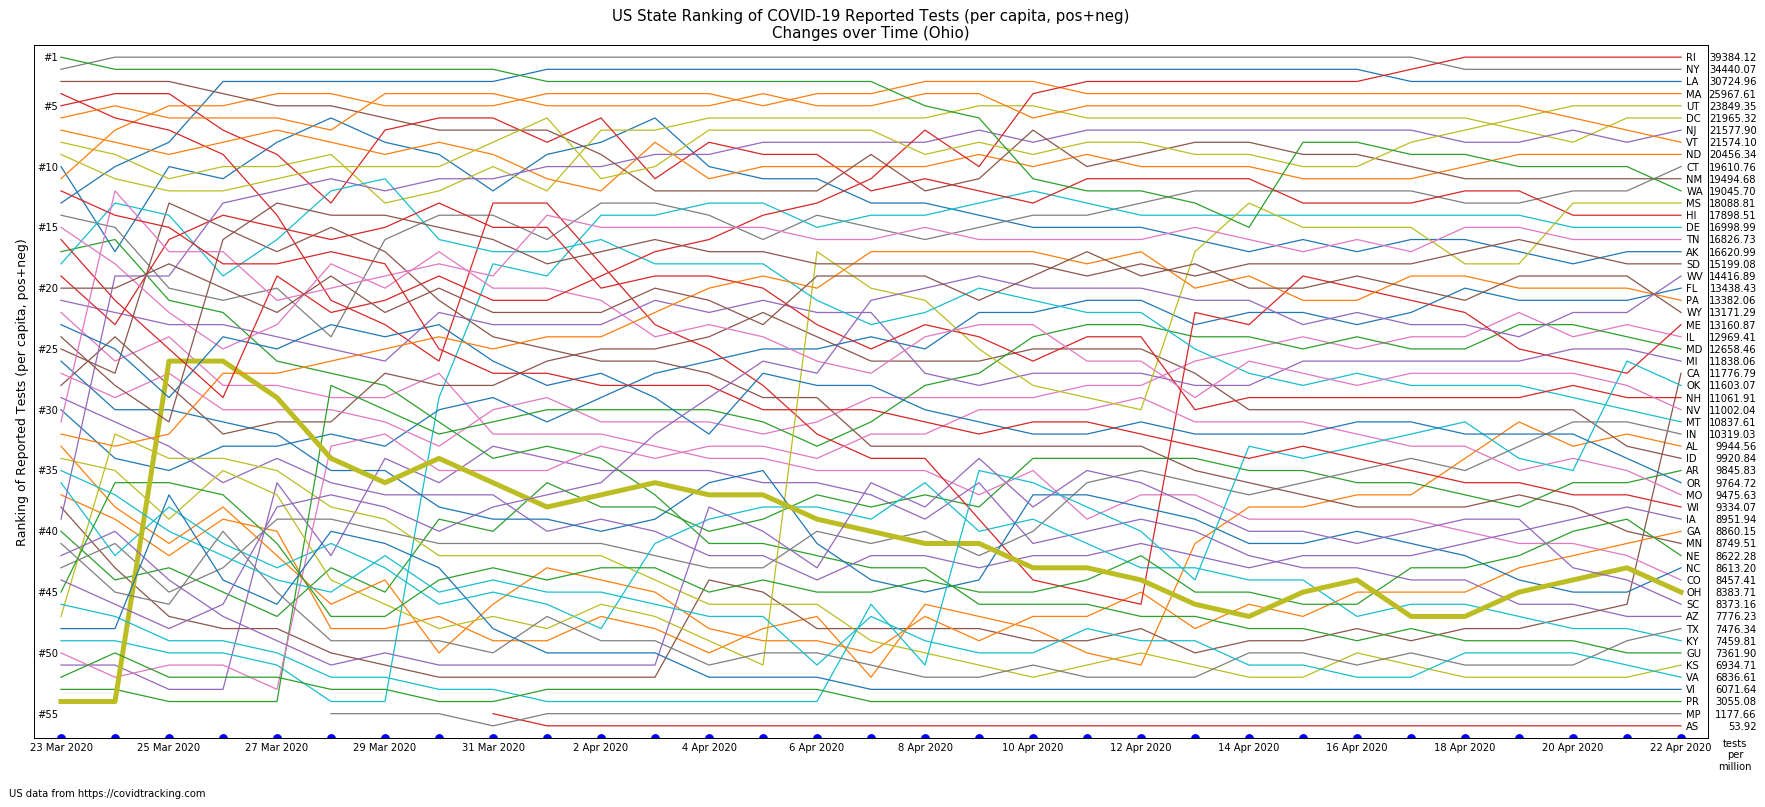 US State Ranking of COVID-19 Reported Tests (per capita, pos+neg)
Changes over Time (Ohio)
Ranking of Reported Tests (per capita, pos+neg)
#1
#5
#10
#15
#20
#25
#30
#35
#40
#45
#50
#55
RI 39384.12
NY 34440.07
LA 30724.96
MA 25967.61
UT 23849.35
DC 21965.32
NJ 21577.90
VT 21574.10
ND 20456.34
CT 19610.76
NM 19494.68
WA 19045.70
MS 18088.81
HI 17898.51
DE 16998.99
TN 16826.73
AK 16620.99
SD 15199.08
WV 14416.89
FL 13438.43
PA 13382.06
WY 13171.29
ME 13160.87
IL 12969.41
MD 12658.46
MI 11838.06
CA 11776.79
OK 11603.07
NH 11061.91
NV 11002.04
MT 10837.61
IN 10319.03
AL 9944.56
ID 9920.84
AR 9845.83
OR 9764.72
MO 9475.63
WI 9334.07
IA 8951.94
GA 8860.15
MN 8749.51
NE 8622.28
NC 8613.20
CO 8457.41
OH 8383.71
SC 8373.16
AZ 7776.23
TX 7476.34
KY 7459.81
GU 7361.90
KS 6934.71
VA 6836.61
VI 6071.64
PR 3055.08
MP 1177.66
AS 53.92
23 Mar 2020 25 Mar 2020 27 Mar 2020 29 Mar 2020 31 Mar 2020 2 Apr 2020 4 Apr 2020 6 Apr 2020 8 Apr 2020 10 Apr 2020 12 Apr 2020 14 Apr 2020 16 Apr 2020 18 Apr 2020 20 Apr 2020 22 Apr 2020
tests
per
million
US data from https://covidtracking.com